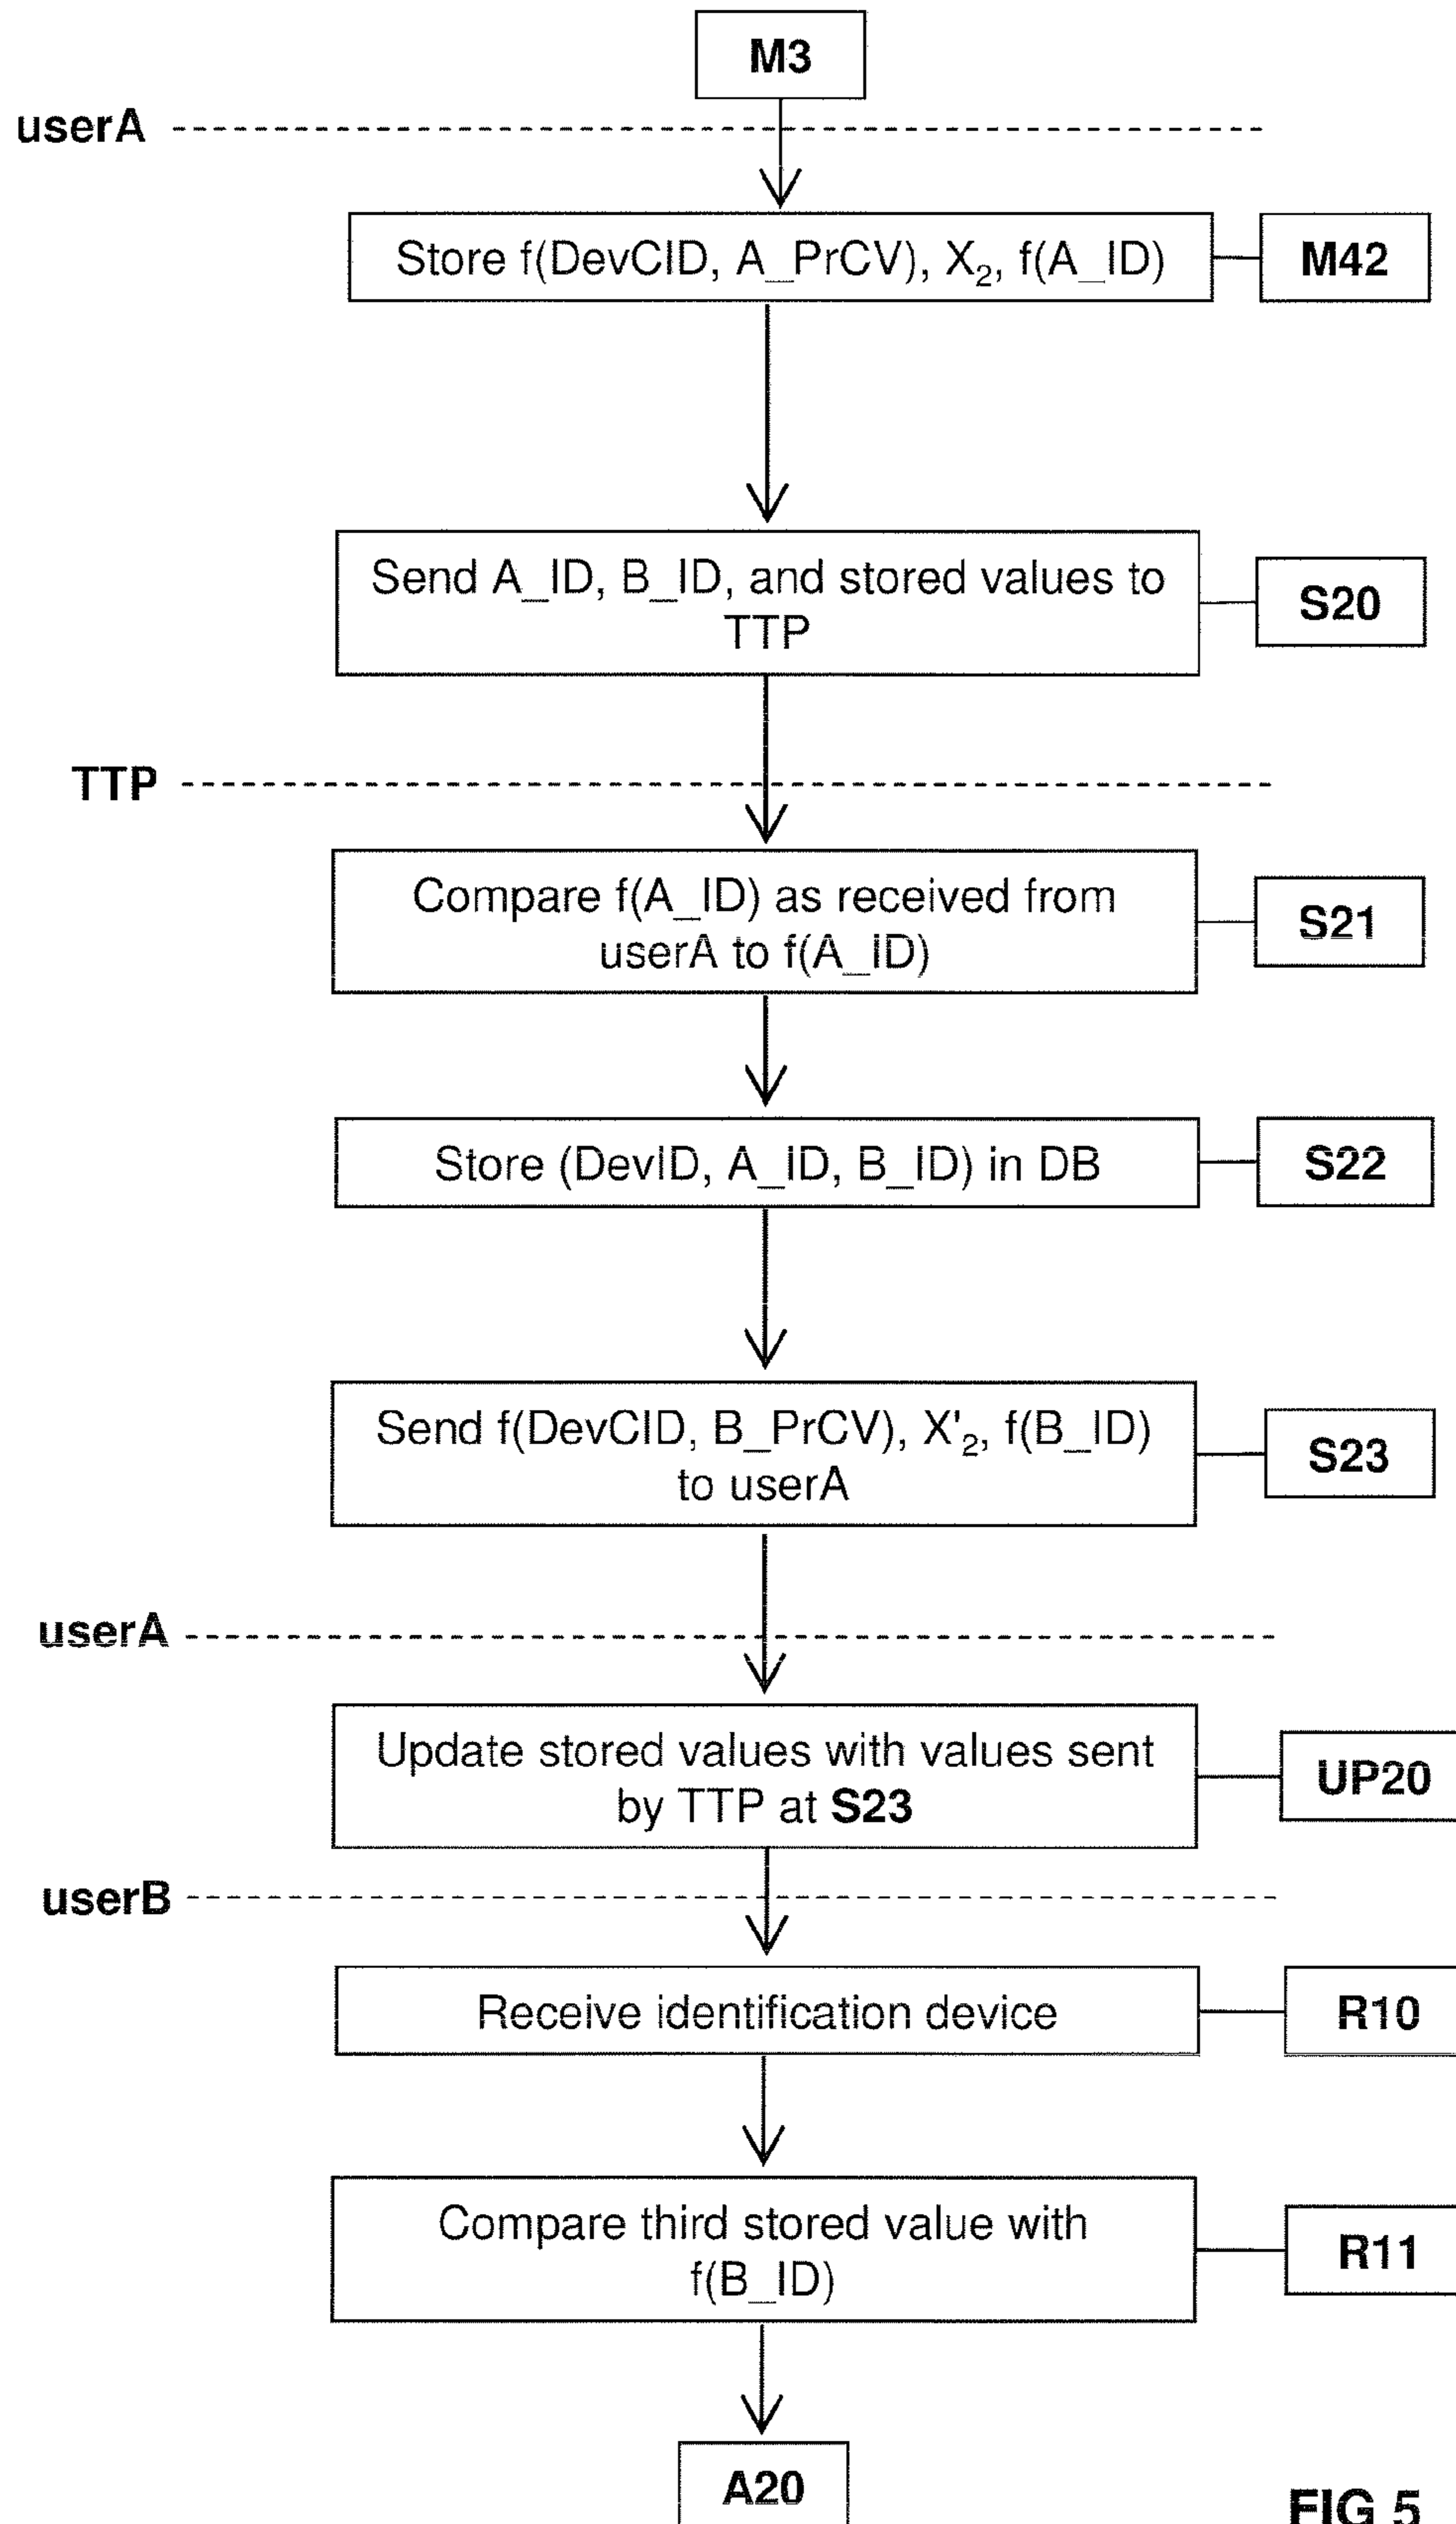 M3
userA
Store f(DevCID, A_PrCV), X₂, f(A_ID)
M42
Send A_ID, B_ID, and stored values to
TTP
S20
TTP
Compare f(A_ID) as received from
userA to f(A_ID)
S21
Store (DevID, A_ID, B_ID) in DB
S22
Send f(DevCID, B_PrCV), X'₂, f(B_ID)
to userA
S23
userA
Update stored values with values sent
by TTP at S23
UP20
userB
Receive identification device
R10
Compare third stored value with
f(B_ID)
R11
A20
FIG 5